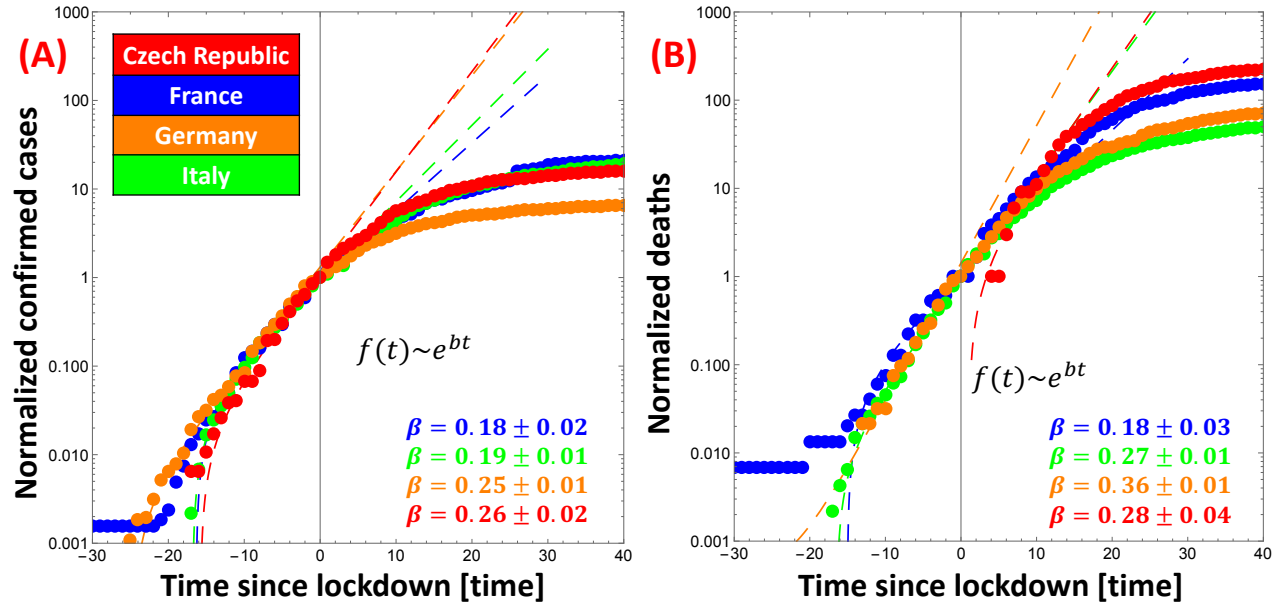 (A)
Czech Republic
France
Germany
Italy
Normalized confirmed cases
1000
100
10
1
0.100
0.010
0.001
f(t)~e^{bt}
β = 0.18 ± 0.02
β = 0.19 ± 0.01
β = 0.25 ± 0.01
β = 0.26 ± 0.02
−30 −20 −10 0 10 20 30 40
Time since lockdown [time]
(B)
Normalized deaths
1000
100
10
1
0.100
0.010
0.001
f(t)~e^{bt}
β = 0.18 ± 0.03
β = 0.27 ± 0.01
β = 0.36 ± 0.01
β = 0.28 ± 0.04
−30 −20 −10 0 10 20 30 40
Time since lockdown [time]